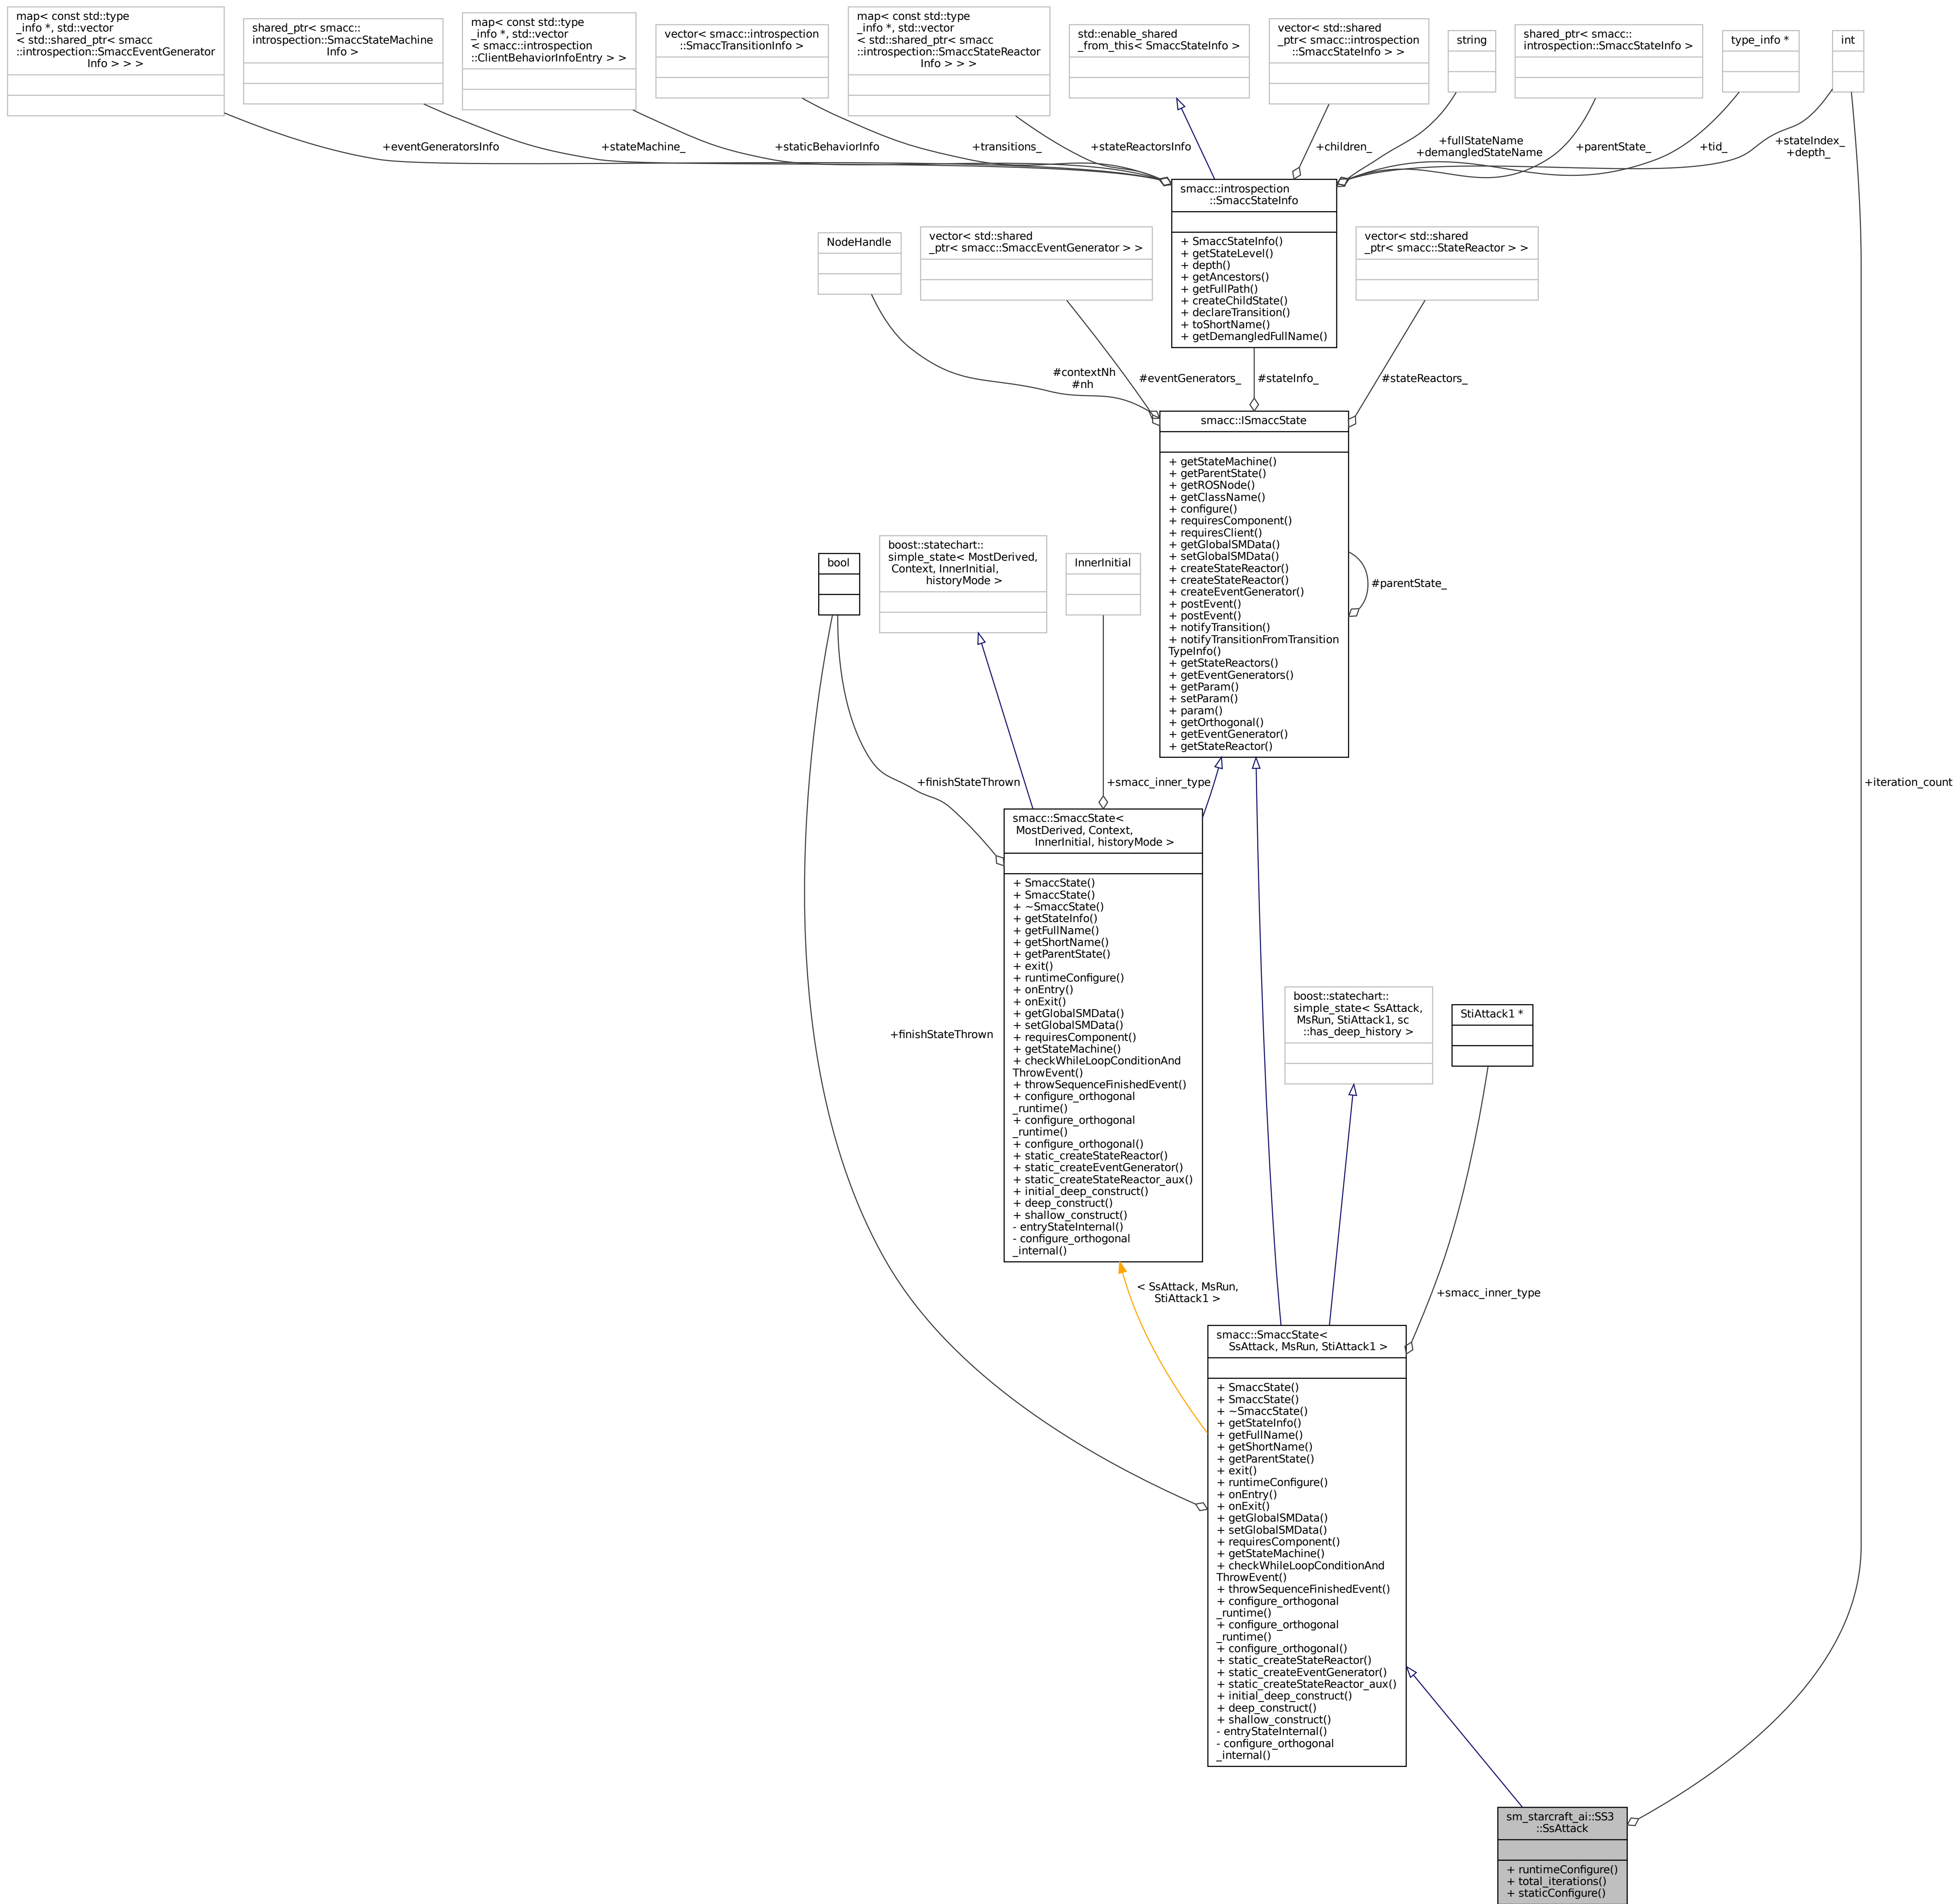 map< const std::type
_info *, std::vector
< std::shared_ptr< smacc
::introspection::SmaccEventGenerator
Info > > >
shared_ptr< smacc::
introspection::SmaccStateMachine
Info >
map< const std::type
_info *, std::vector
< smacc::introspection
::ClientBehaviorInfoEntry > >
vector< smacc::introspection
::SmaccTransitionInfo >
map< const std::type
_info *, std::vector
< std::shared_ptr< smacc
::introspection::SmaccStateReactor
Info > > >
std::enable_shared
_from_this< SmaccStateInfo >
vector< std::shared
_ptr< smacc::introspection
::SmaccStateInfo > >
string
shared_ptr< smacc::
introspection::SmaccStateInfo >
type_info *
int
+eventGeneratorsInfo
+stateMachine_
+staticBehaviorInfo
+transitions_
+stateReactorsInfo
+children_
+fullStateName
+demangledStateName
+parentState_
+tid_
+stateIndex_
+depth_
smacc::introspection
::SmaccStateInfo
+ SmaccStateInfo()
+ getStateLevel()
+ depth()
+ getAncestors()
+ getFullPath()
+ createChildState()
+ declareTransition()
+ toShortName()
+ getDemangledFullName()
NodeHandle
vector< std::shared
_ptr< smacc::SmaccEventGenerator > >
vector< std::shared
_ptr< smacc::StateReactor > >
#contextNh
#nh
#eventGenerators_
#stateInfo_
#stateReactors_
smacc::ISmaccState
+ getStateMachine()
+ getParentState()
+ getROSNode()
+ getClassName()
+ configure()
+ requiresComponent()
+ requiresClient()
+ getGlobalSMData()
+ setGlobalSMData()
+ createStateReactor()
+ createStateReactor()
+ createEventGenerator()
+ postEvent()
+ postEvent()
+ notifyTransition()
+ notifyTransitionFromTransition
TypeInfo()
+ getStateReactors()
+ getEventGenerators()
+ getParam()
+ setParam()
+ param()
+ getOrthogonal()
+ getEventGenerator()
+ getStateReactor()
#parentState_
bool
boost::statechart::
simple_state< MostDerived,
Context, InnerInitial,
historyMode >
InnerInitial
+finishStateThrown
+smacc_inner_type
+iteration_count
smacc::SmaccState<
MostDerived, Context,
InnerInitial, historyMode >
+ SmaccState()
+ SmaccState()
+ ~SmaccState()
+ getStateInfo()
+ getFullName()
+ getShortName()
+ getParentState()
+ exit()
+ runtimeConfigure()
+ onEntry()
+ onExit()
+ getGlobalSMData()
+ setGlobalSMData()
+ requiresComponent()
+ getStateMachine()
+ checkWhileLoopConditionAnd
ThrowEvent()
+ throwSequenceFinishedEvent()
+ configure_orthogonal
_runtime()
+ configure_orthogonal
_runtime()
+ configure_orthogonal()
+ static_createStateReactor()
+ static_createEventGenerator()
+ static_createStateReactor_aux()
+ initial_deep_construct()
+ deep_construct()
+ shallow_construct()
- entryStateInternal()
- configure_orthogonal
_internal()
+finishStateThrown
boost::statechart::
simple_state< SsAttack,
MsRun, StiAttack1, sc
::has_deep_history >
StiAttack1 *
< SsAttack, MsRun,
StiAttack1 >
+smacc_inner_type
smacc::SmaccState<
SsAttack, MsRun, StiAttack1 >
+ SmaccState()
+ SmaccState()
+ ~SmaccState()
+ getStateInfo()
+ getFullName()
+ getShortName()
+ getParentState()
+ exit()
+ runtimeConfigure()
+ onEntry()
+ onExit()
+ getGlobalSMData()
+ setGlobalSMData()
+ requiresComponent()
+ getStateMachine()
+ checkWhileLoopConditionAnd
ThrowEvent()
+ throwSequenceFinishedEvent()
+ configure_orthogonal
_runtime()
+ configure_orthogonal
_runtime()
+ configure_orthogonal()
+ static_createStateReactor()
+ static_createEventGenerator()
+ static_createStateReactor_aux()
+ initial_deep_construct()
+ deep_construct()
+ shallow_construct()
- entryStateInternal()
- configure_orthogonal
_internal()
sm_starcraft_ai::SS3
::SsAttack
+ runtimeConfigure()
+ total_iterations()
+ staticConfigure()